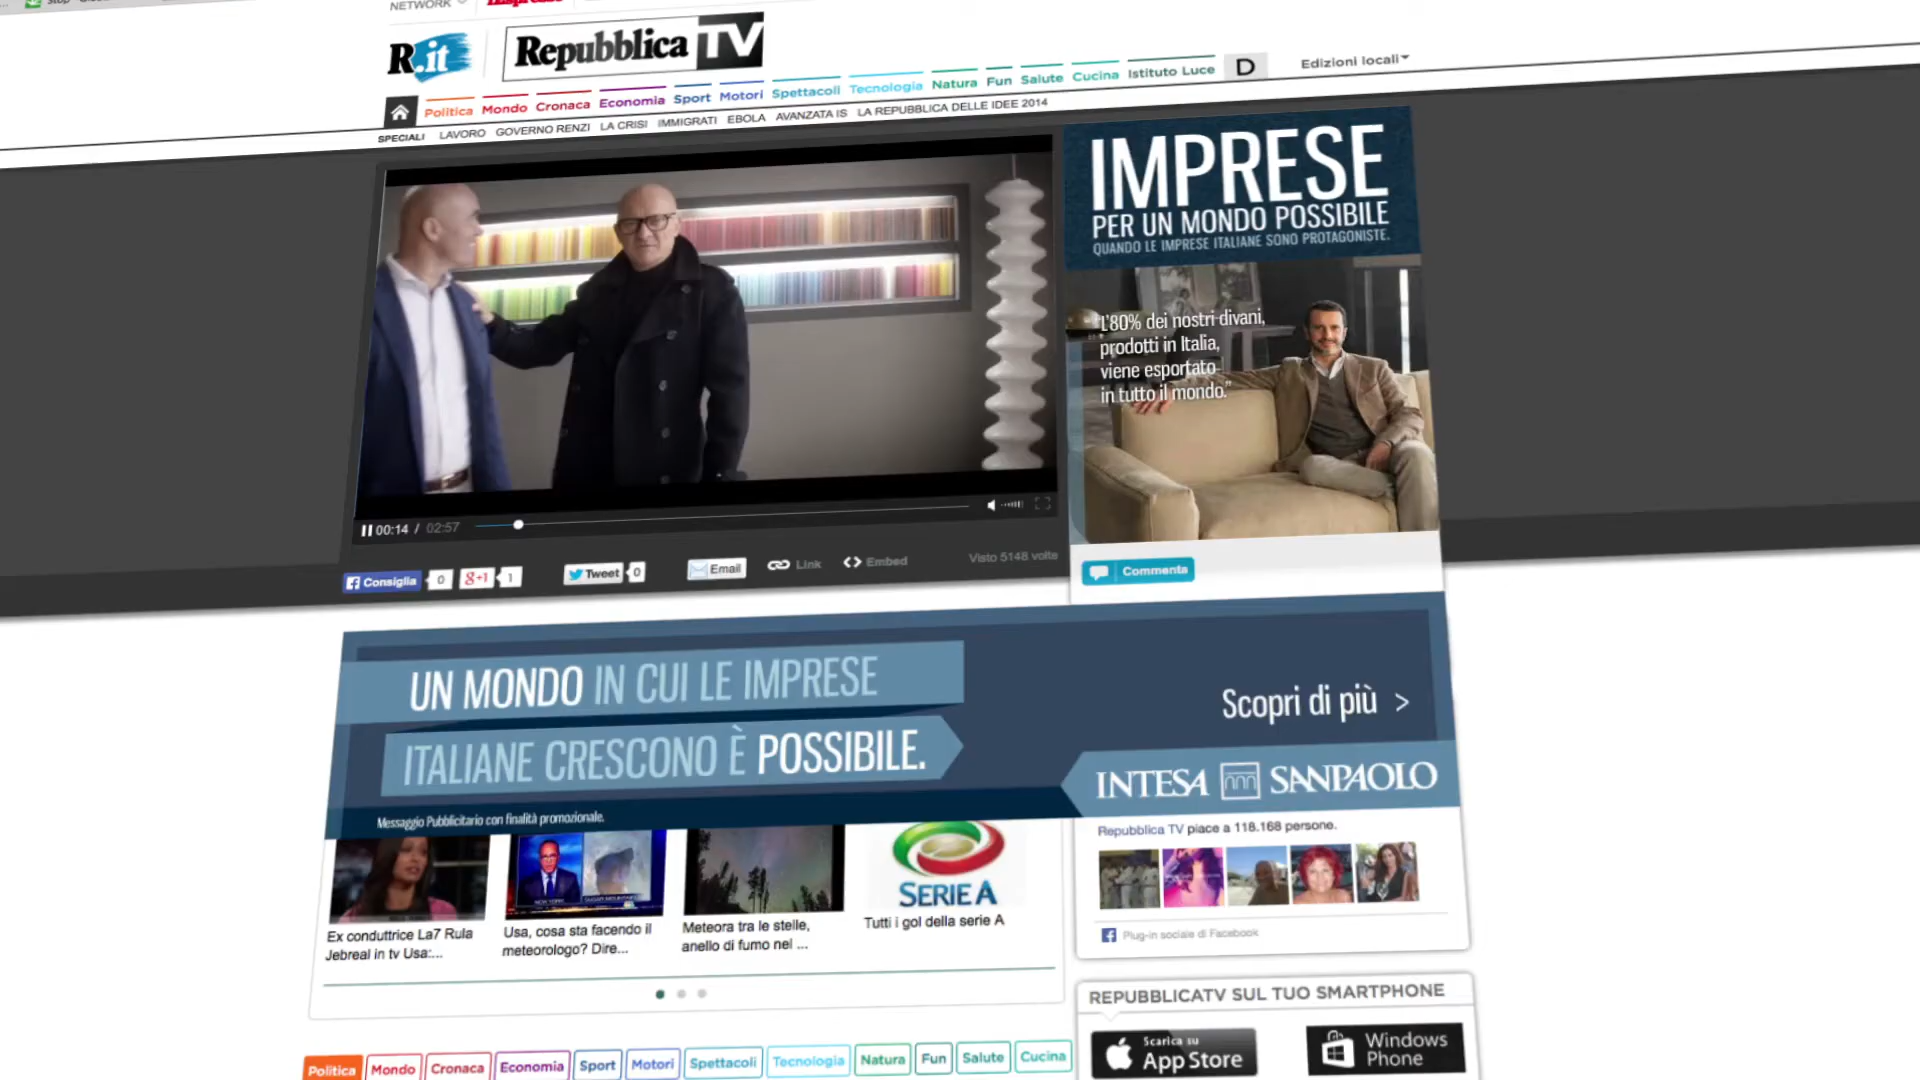 NETWORK
R.it
Repubblica TV
Politica Mondo Cronaca Economia Sport Motori Spettacoli Tecnologia Natura Fun Salute Cucina Istituto Luce D Edizioni locali
SPECIALI LAVORO GOVERNO RENZI LA CRISI IMMIGRATI EBOLA AVANZATA IS LA REPUBBLICA DELLE IDEE 2014
IMPRESE
PER UN MONDO POSSIBILE
QUANDO LE IMPRESE ITALIANE SONO PROTAGONISTE.
"L'80% dei nostri divani,
prodotti in Italia,
viene esportato
in tutto il mondo."
00:14 / 02:57
Consiglia 0 g+1 1 Tweet 0 Email Link Embed Visto 5148 volte
Commenta
UN MONDO IN CUI LE IMPRESE
ITALIANE CRESCONO È POSSIBILE.
Scopri di più >
INTESA SANPAOLO
Messaggio Pubblicitario con finalità promozionale.
Repubblica TV piace a 118.168 persone.
NEW YORK
SERIE A
Ex conduttrice La7 Rula
Jebreal in tv Usa:...
Usa, cosa sta facendo il
meteorologo? Dire...
Meteora tra le stelle,
anello di fumo nel ...
Tutti i gol della serie A
Plug-in sociale di Facebook
REPUBBLICATV SUL TUO SMARTPHONE
Scarica su
App Store
Windows
Phone
Politica Mondo Cronaca Economia Sport Motori Spettacoli Tecnologia Natura Fun Salute Cucina